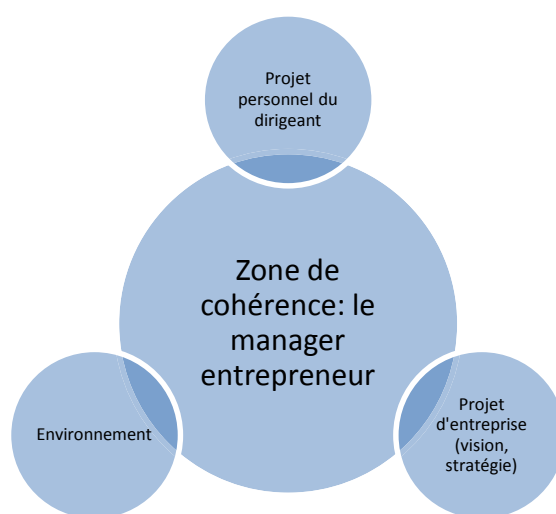 Projet
personnel du
dirigeant
Zone de
cohérence: le
manager
entrepreneur
Environnement
Projet
d'entreprise
(vision,
stratégie)